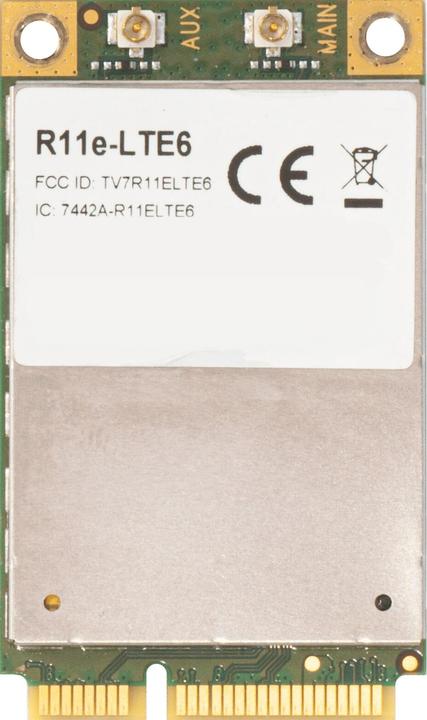 AUX
MAIN
R11e-LTE6
CE
FCC ID: TV7R11ELTE6
IC: 7442A-R11ELTE6